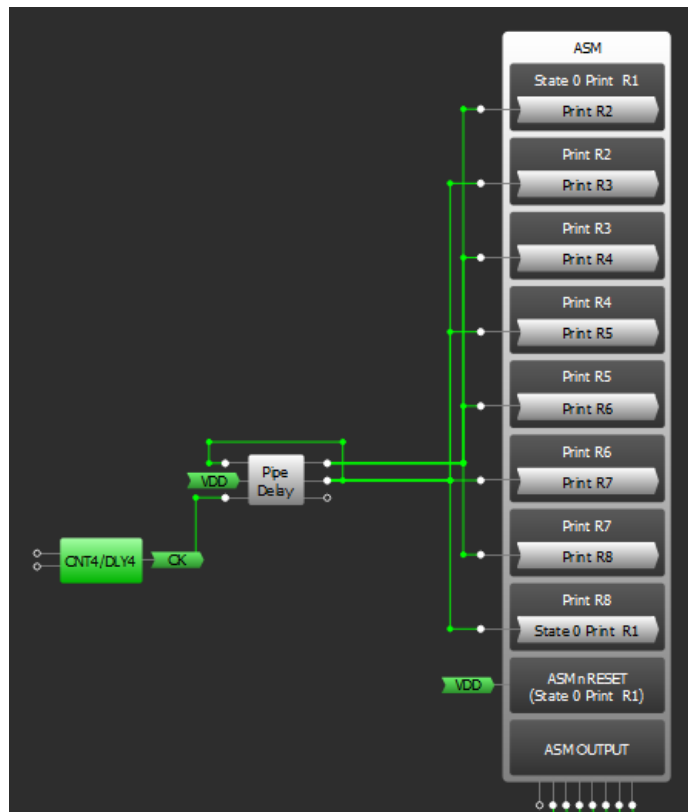 ASM
State 0 Print R1
Print R2
Print R2
Print R3
Print R3
Print R4
Print R4
Print R5
Print R5
Print R6
Print R6
Print R7
Print R7
Print R8
Print R8
State 0 Print R1
VDD
Pipe
Delay
CNT4/DLY4
CK
VDD
ASM nRESET
(State 0 Print R1)
ASM OUTPUT